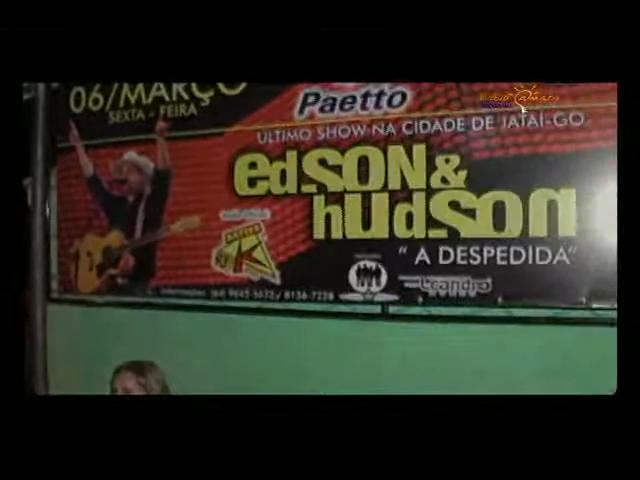 06/MARÇO
SEXTA - FEIRA
Paetto
ULTIMO SHOW NA CIDADE DE JATAÍ-GO
edSON &
hudSON
" A DESPEDIDA"
Leandro